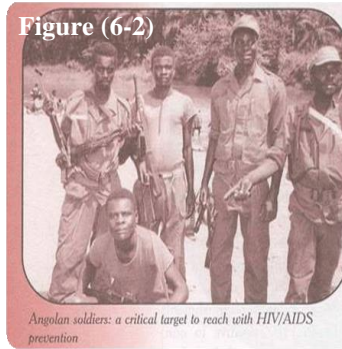 Figure (6-2)
Angolan soldiers: a critical target to reach with HIV/AIDS
prevention